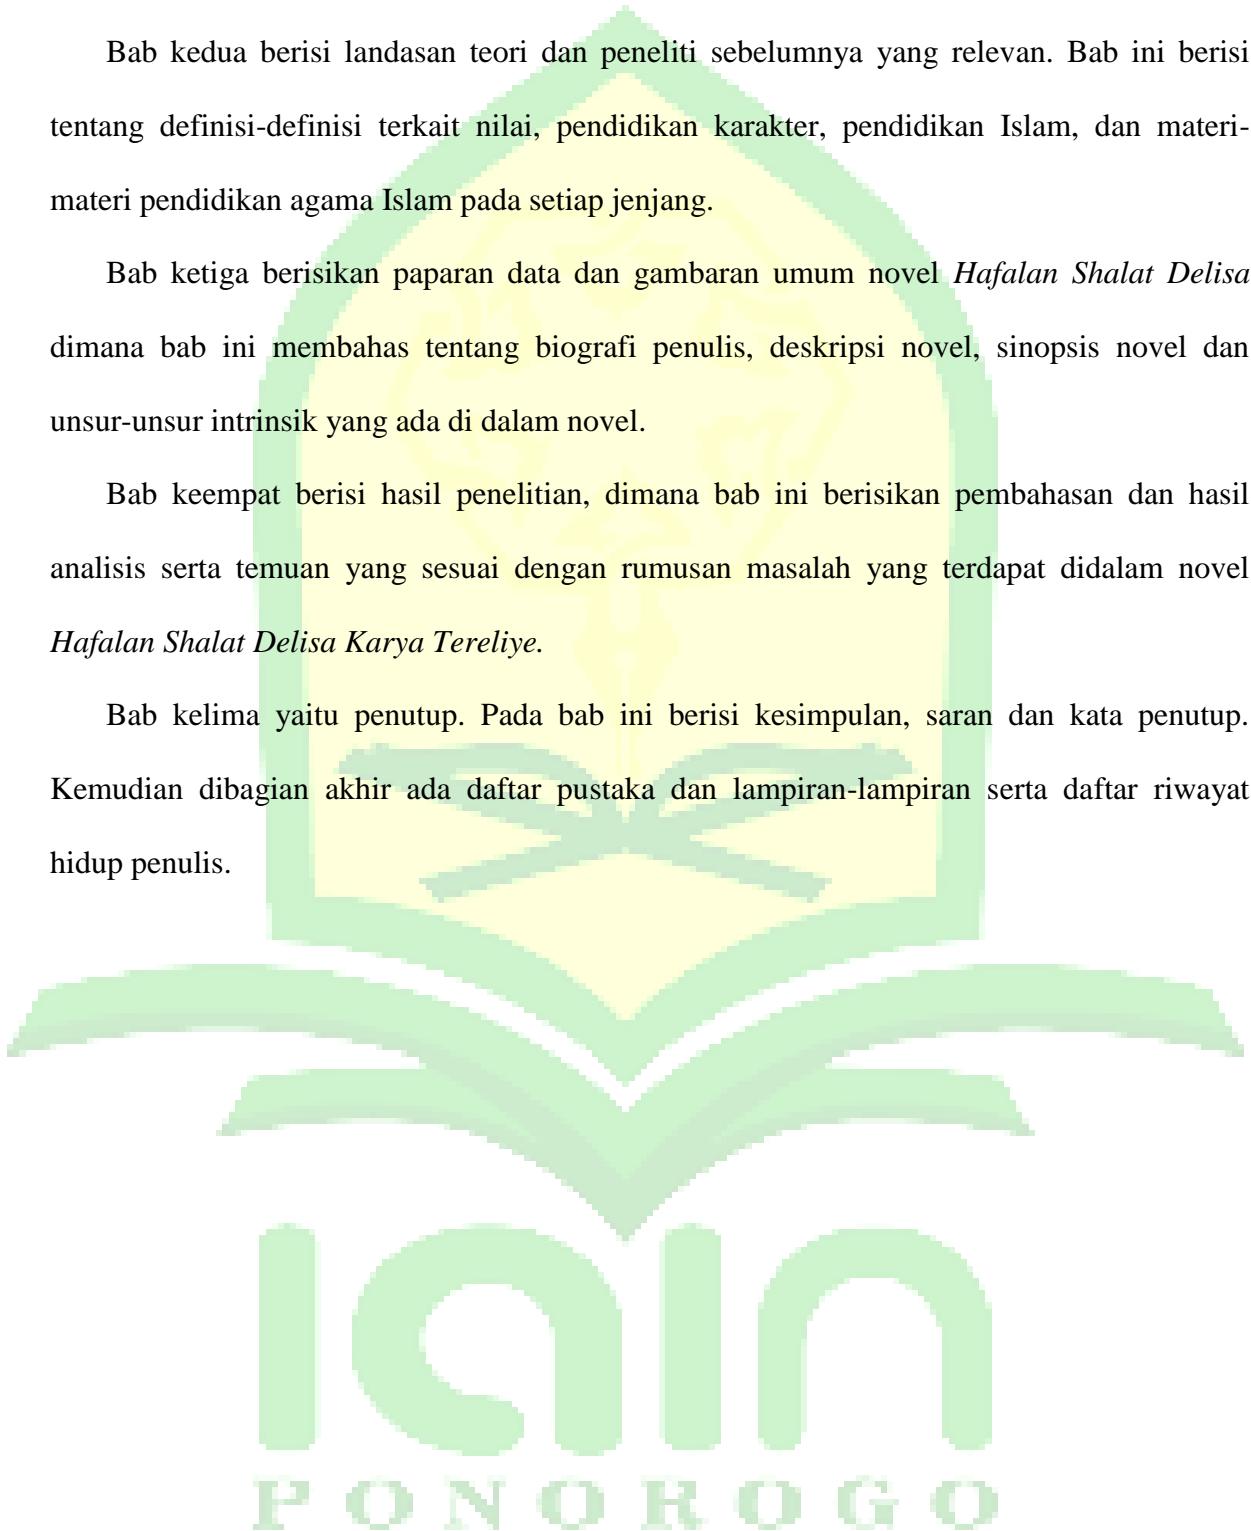 Bab kedua berisi landasan teori dan peneliti sebelumnya yang relevan. Bab ini berisi
tentang definisi-definisi terkait nilai, pendidikan karakter, pendidikan Islam, dan materi-
materi pendidikan agama Islam pada setiap jenjang.
Bab ketiga berisikan paparan data dan gambaran umum novel Hafalan Shalat Delisa
dimana bab ini membahas tentang biografi penulis, deskripsi novel, sinopsis novel dan
unsur-unsur intrinsik yang ada di dalam novel.
Bab keempat berisi hasil penelitian, dimana bab ini berisikan pembahasan dan hasil
analisis serta temuan yang sesuai dengan rumusan masalah yang terdapat didalam novel
Hafalan Shalat Delisa Karya Tereliye.
Bab kelima yaitu penutup. Pada bab ini berisi kesimpulan, saran dan kata penutup.
Kemudian dibagian akhir ada daftar pustaka dan lampiran-lampiran serta daftar riwayat
hidup penulis.
iain
PONOROGO